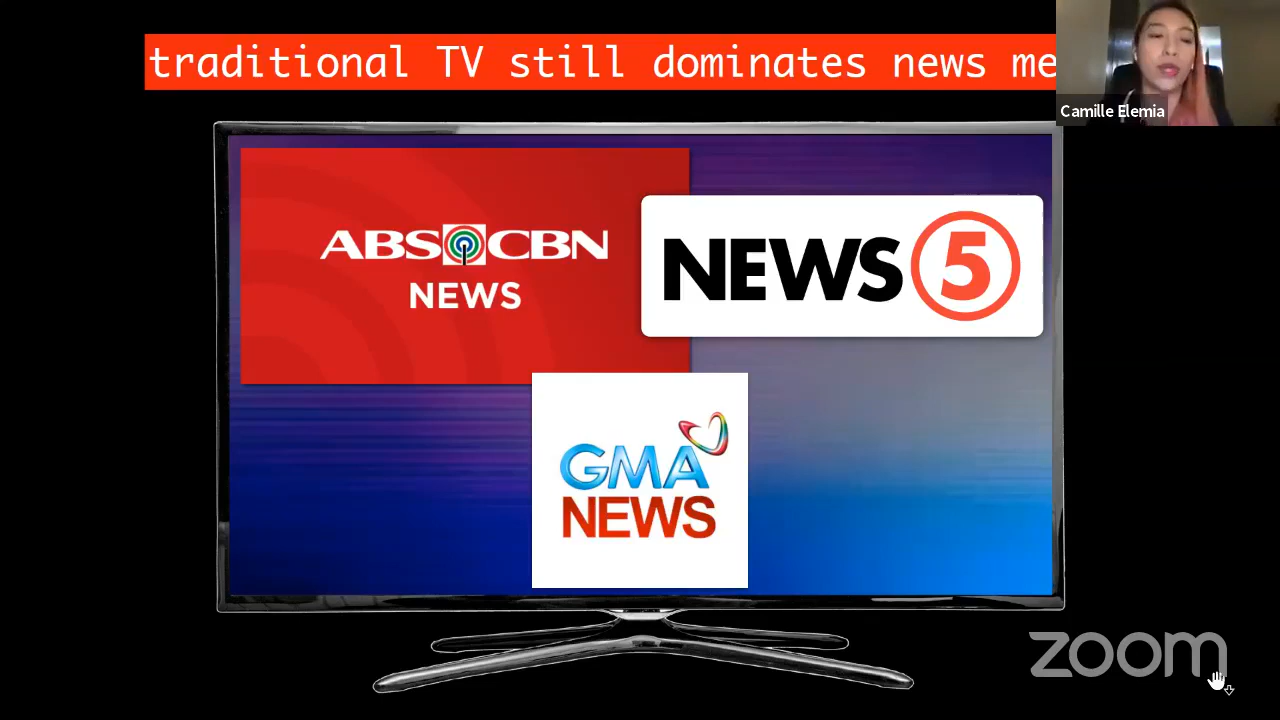 traditional TV still dominates news me
Camille Elemia
ABS CBN
NEWS
NEWS 5
GMA
NEWS
zoom